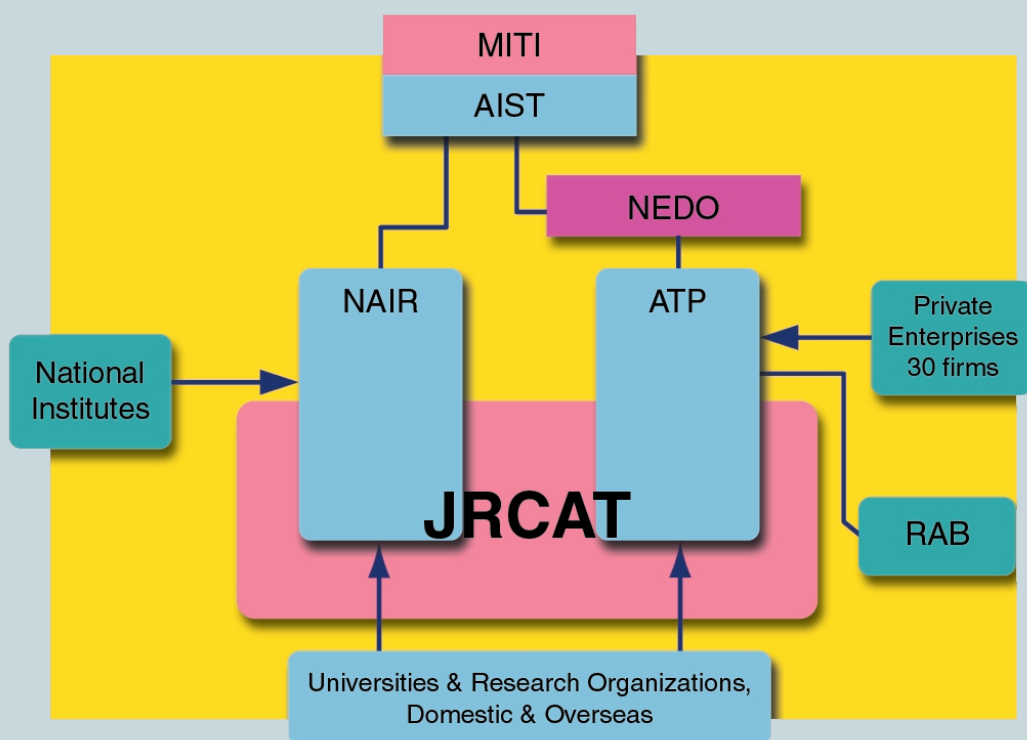 MITI
AIST
NEDO
NAIR
ATP
Private
Enterprises
30 firms
National
Institutes
JRCAT
RAB
Universities & Research Organizations,
Domestic & Overseas